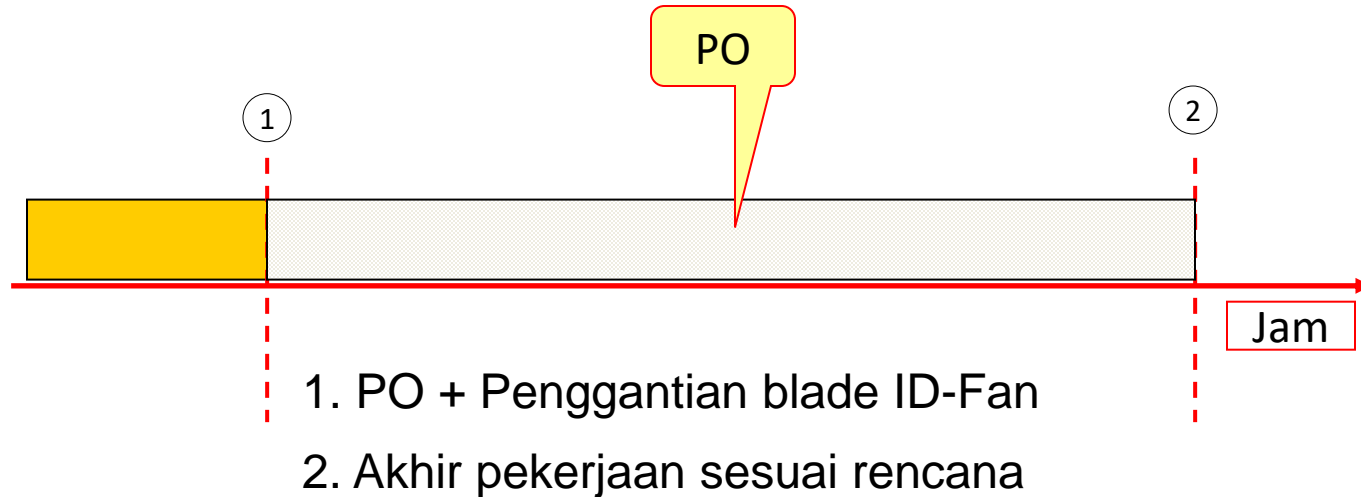 PO
1
2
Jam
1. PO + Penggantian blade ID-Fan
2. Akhir pekerjaan sesuai rencana